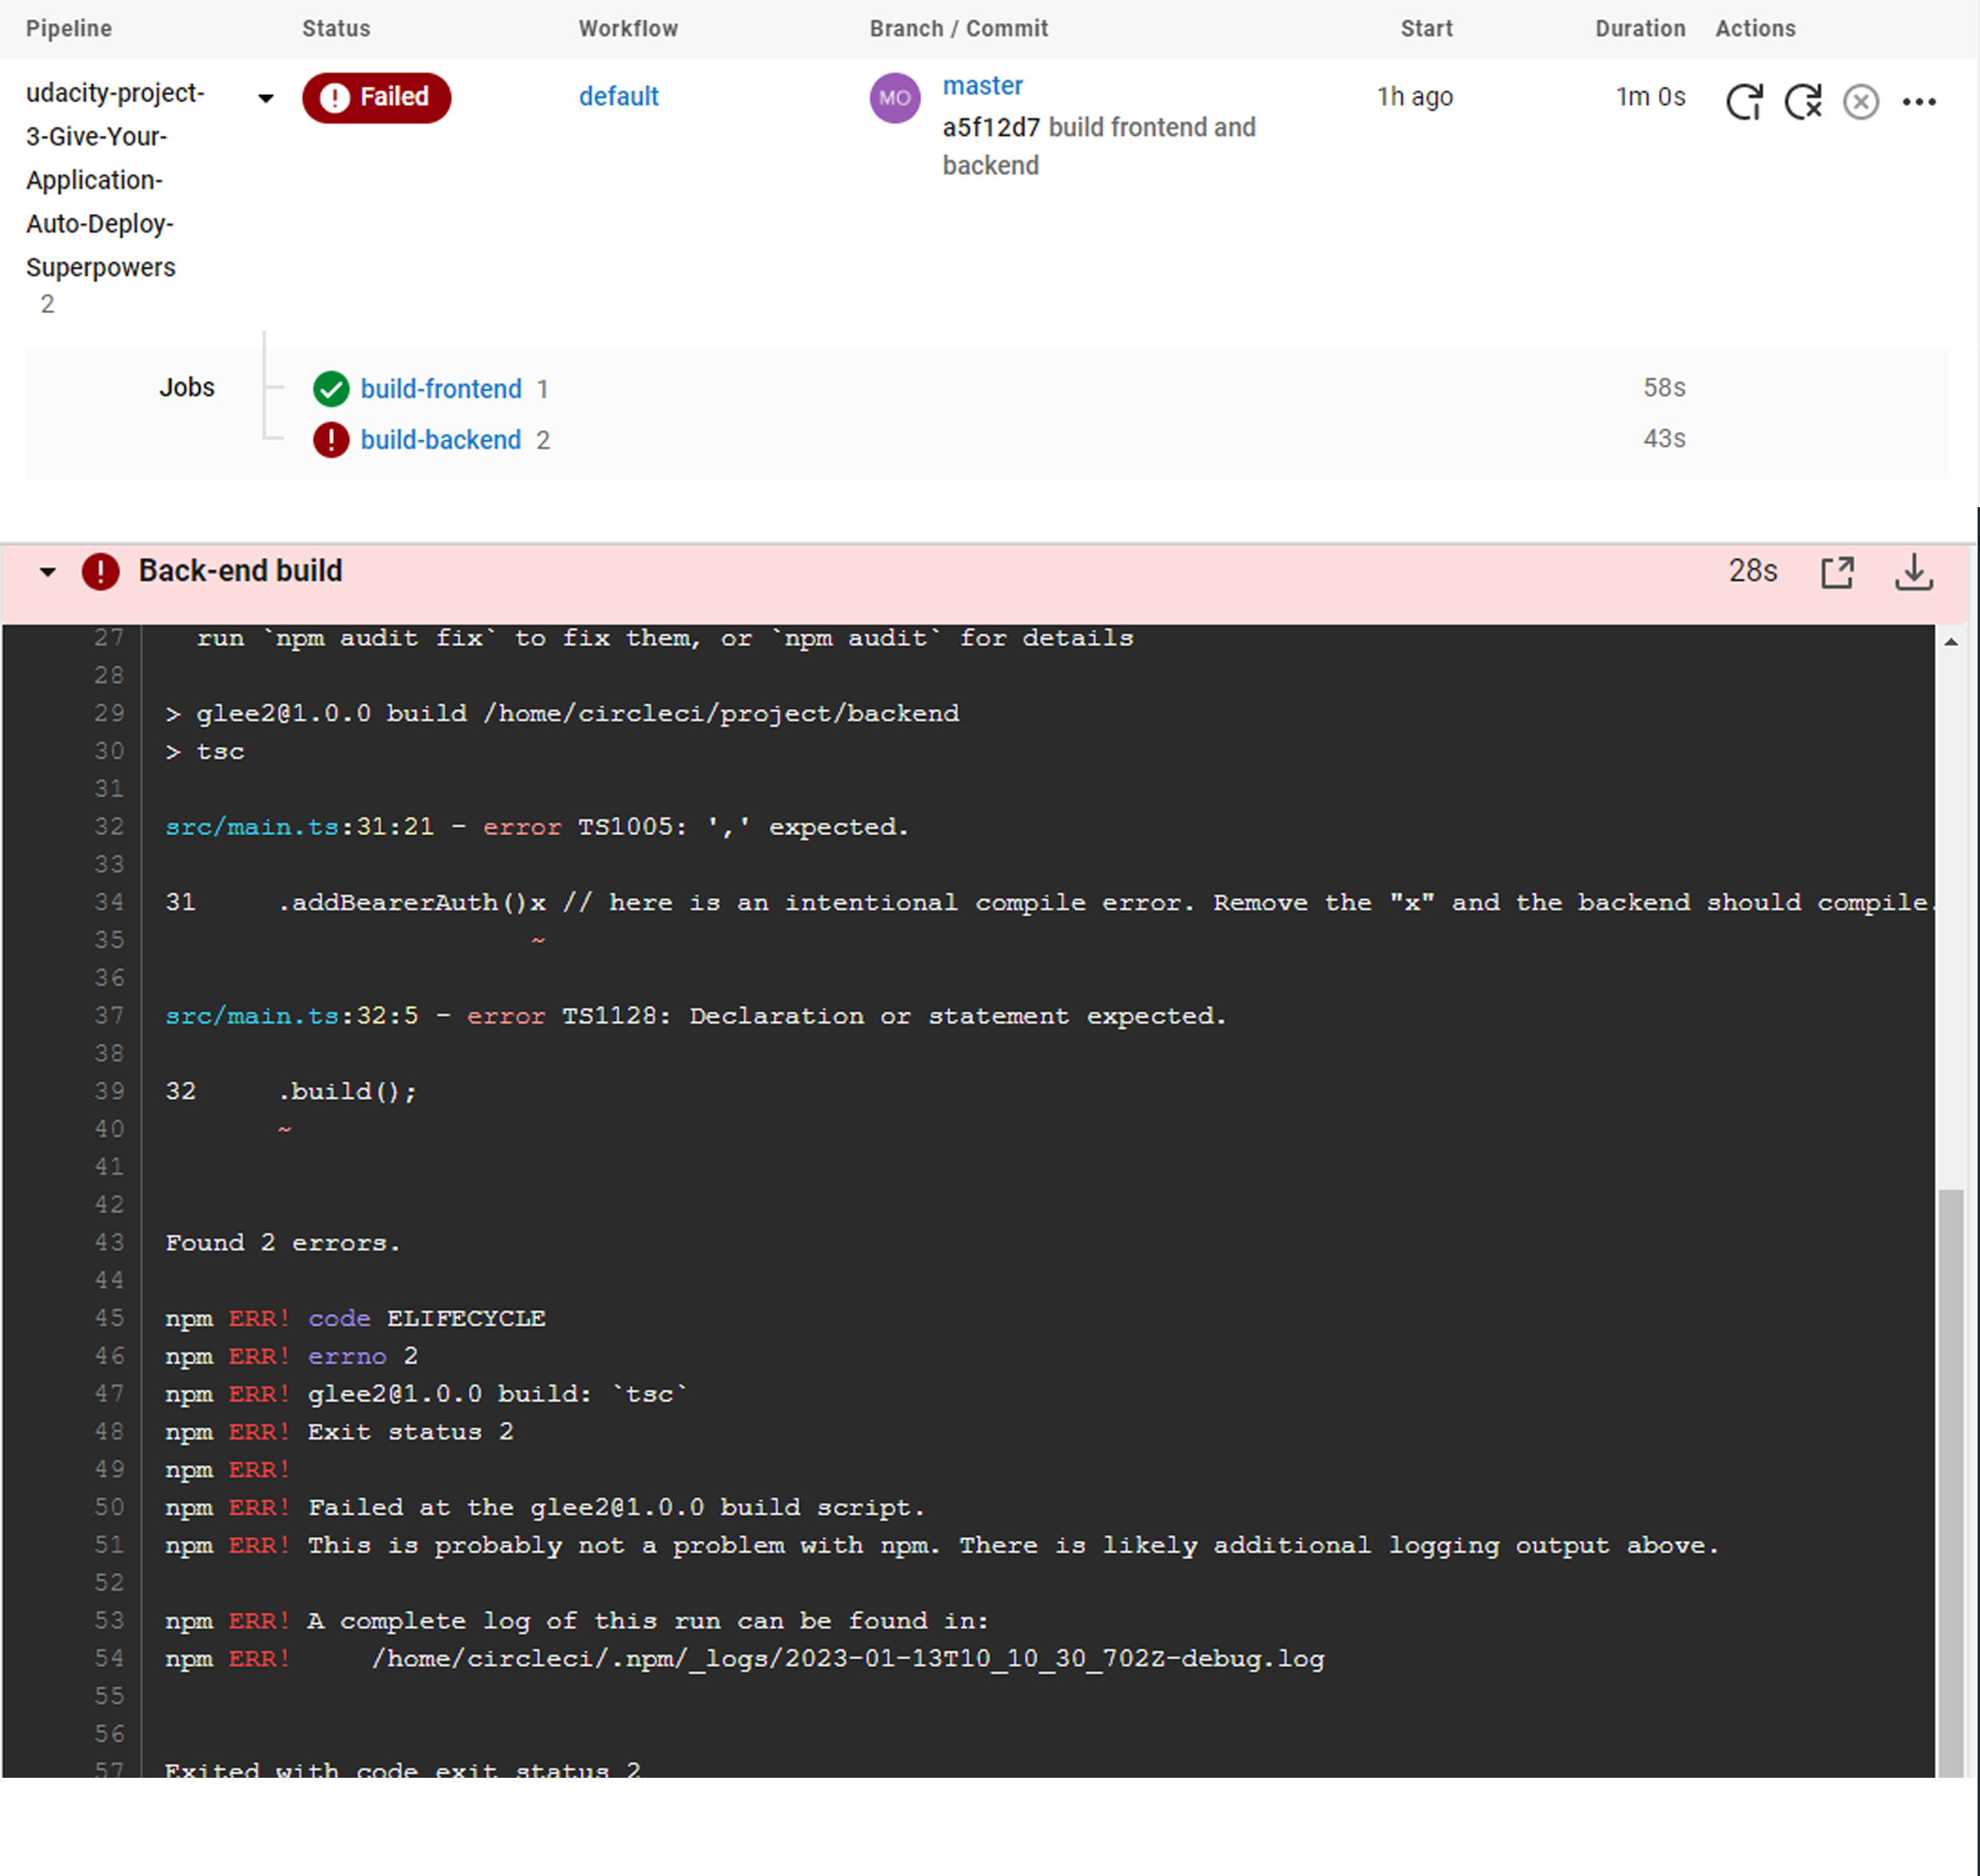 Pipeline Status Workflow Branch / Commit Start Duration Actions
udacity-project- Failed default MO master 1h ago 1m 0s
3-Give-Your- a5f12d7 build frontend and
Application- backend
Auto-Deploy-
Superpowers
2
Jobs build-frontend 1 58s
build-backend 2 43s
Back-end build 28s
27 run `npm audit fix` to fix them, or `npm audit` for details
28
29 > glee2@1.0.0 build /home/circleci/project/backend
30 > tsc
31
32 src/main.ts:31:21 - error TS1005: ',' expected.
33
34 31     .addBearerAuth()x // here is an intentional compile error. Remove the "x" and the backend should compile.
35 ~
36
37 src/main.ts:32:5 - error TS1128: Declaration or statement expected.
38
39 32     .build();
40 ~
41
42
43 Found 2 errors.
44
45 npm ERR! code ELIFECYCLE
46 npm ERR! errno 2
47 npm ERR! glee2@1.0.0 build: `tsc`
48 npm ERR! Exit status 2
49 npm ERR!
50 npm ERR! Failed at the glee2@1.0.0 build script.
51 npm ERR! This is probably not a problem with npm. There is likely additional logging output above.
52
53 npm ERR! A complete log of this run can be found in:
54 npm ERR!     /home/circleci/.npm/_logs/2023-01-13T10_10_30_702Z-debug.log
55
56
57 Exited with code exit status 2